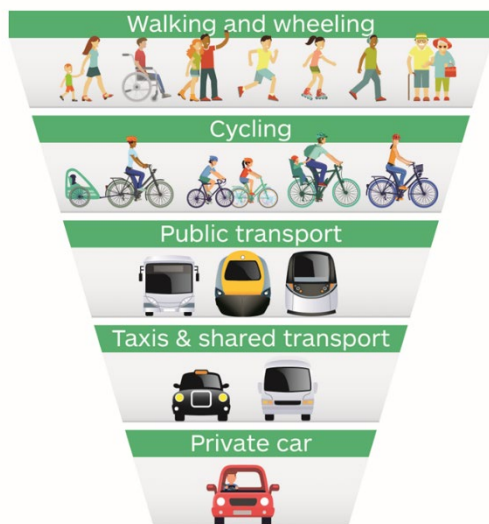 Walking and wheeling
Cycling
Public transport
Taxis & shared transport
Private car